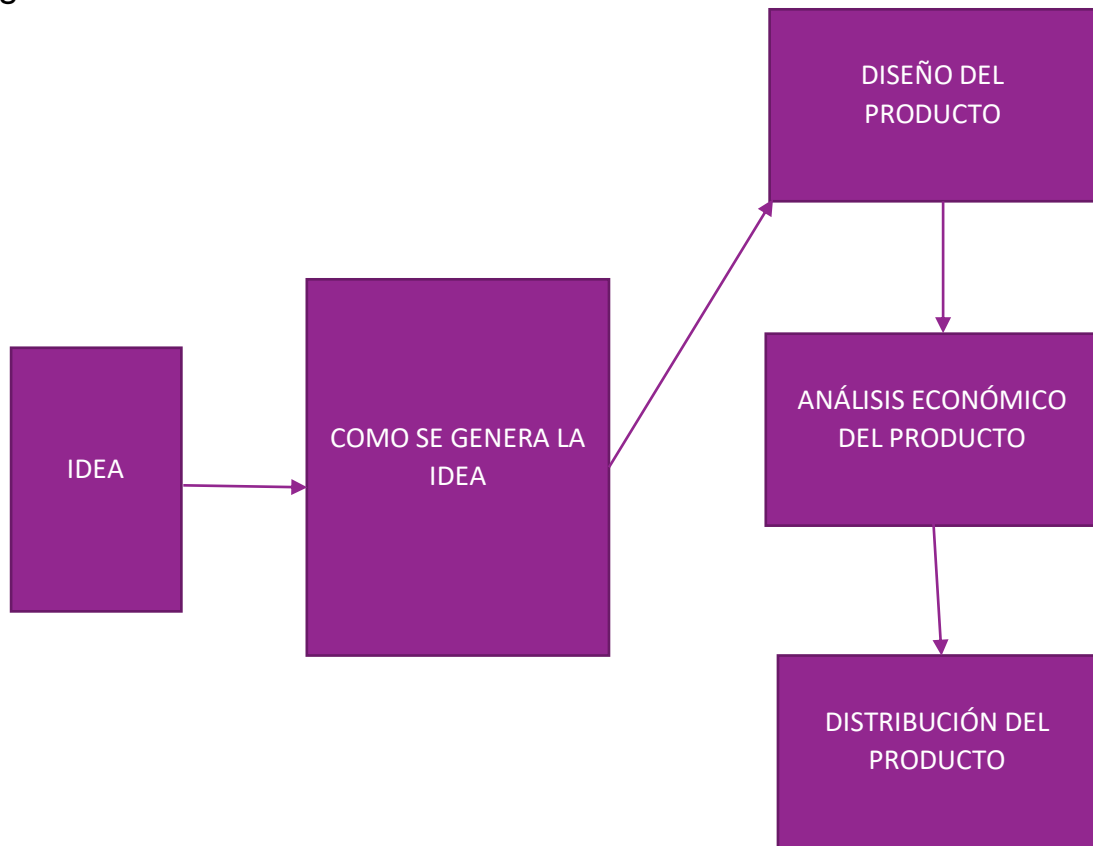 IDEA
COMO SE GENERA LA
IDEA
DISEÑO DEL
PRODUCTO
ANÁLISIS ECONÓMICO
DEL PRODUCTO
DISTRIBUCIÓN DEL
PRODUCTO